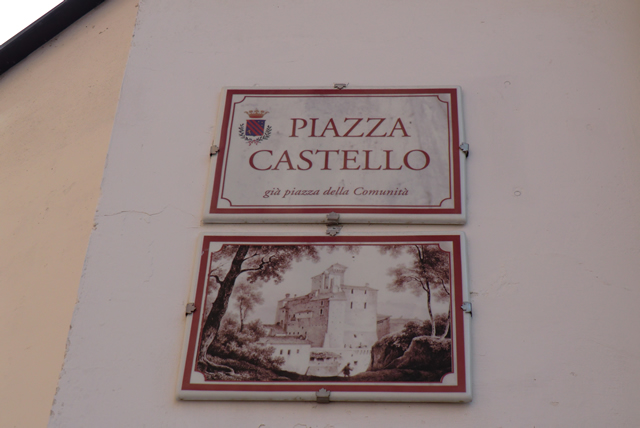 PIAZZA
CASTELLO
già piazza della Comunità